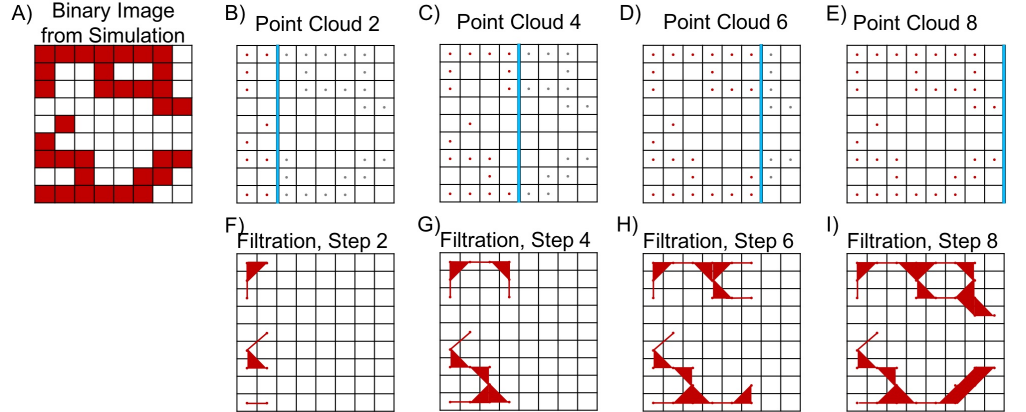 A) Binary Image
from Simulation
B) Point Cloud 2
C) Point Cloud 4
D) Point Cloud 6
E) Point Cloud 8
F) Filtration, Step 2
G) Filtration, Step 4
H) Filtration, Step 6
I) Filtration, Step 8